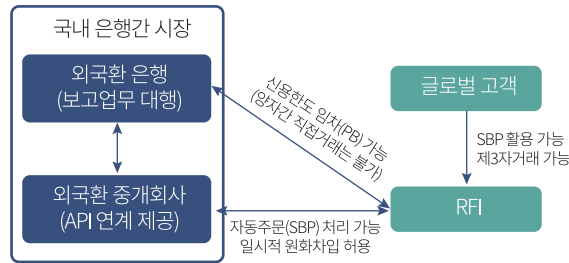 국내 은행간 시장
외국환 은행
(보고업무 대행)
외국환 중개회사
(API 연계 제공)
신용한도 임차(PB) 가능
(양자간 직접거래는 불가)
자동주문(SBP) 처리 가능
일시적 원화차입 허용
글로벌 고객
SBP 활용 가능
제3자거래 가능
RFI